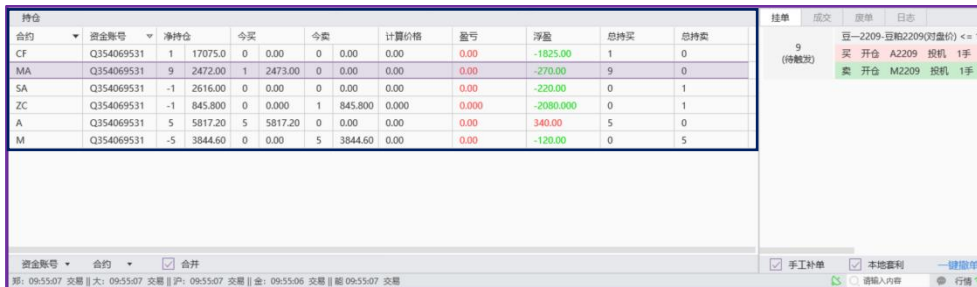 持仓
合约 资金账号 净持仓 今买 今卖 计算价格 盈亏 浮盈 总持买 总持卖
CF Q354069531 1 17075.0 0 0.00 0 0.00 0.00 0.00 -1825.00 1 0
MA Q354069531 9 2472.00 1 2473.00 0 0.00 0.00 0.00 -270.00 9 0
SA Q354069531 -1 2616.00 0 0.00 0 0.00 0.00 0.00 -220.00 0 1
ZC Q354069531 -1 845.800 0 0.000 1 845.800 0.000 0.000 -2080.000 0 1
A Q354069531 5 5817.20 5 5817.20 0 0.00 0.00 0.00 340.00 5 0
M Q354069531 -5 3844.60 0 0.00 5 3844.60 0.00 0.00 -120.00 0 5
资金账号 合约 合并
郑: 09:55:07 交易 || 大: 09:55:07 交易 || 沪: 09:55:07 交易 || 金: 09:55:06 交易 || 能 09:55:07 交易
挂单 成交 废单 日志
9
(待触发)
豆一2209-豆粕2209(对盘价) <=
买 开仓 A2209 投机 1手
卖 开仓 M2209 投机 1手
手工补单 本地套利 一键撤单
请输入内容 行情